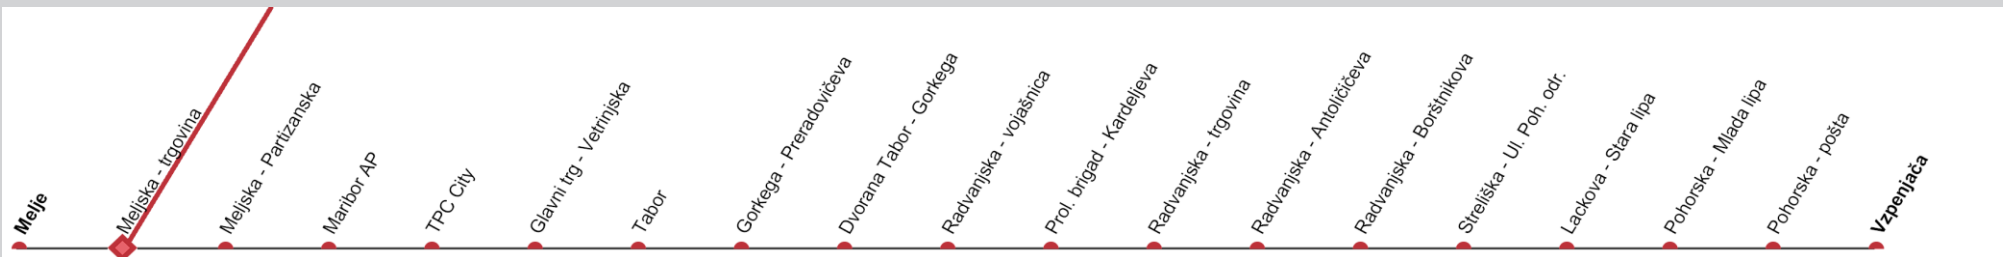 Melje
Meljska - trgovina
Meljska - Partizanska
Maribor AP
TPC City
Glavni trg - Vetrinjska
Tabor
Gorkega - Preradovičeva
Dvorana Tabor - Gorkega
Radvanjska - vojašnica
Prol. brigad - Kardeljeva
Radvanjska - trgovina
Radvanjska - Antoličičeva
Radvanjska - Borštnikova
Streliška - Ul. Poh. odr.
Lackova - Stara lipa
Pohorska - Mlada lipa
Pohorska - pošta
Vzpenjača